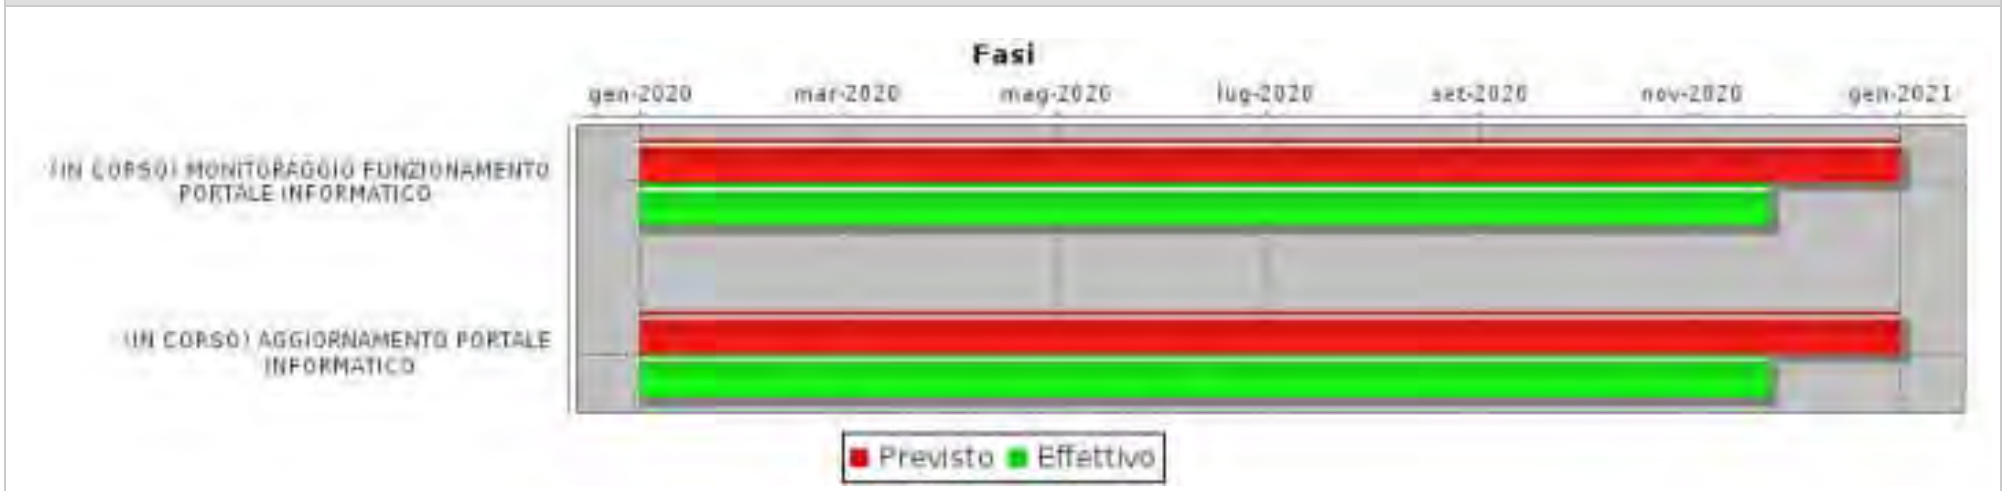 Fasi
gen-2020 mar-2020 mag-2020 lug-2020 set-2020 nov-2020 gen-2021
(IN CORSO) MONITORAGGIO FUNZIONAMENTO
PORTALE INFORMATICO
(IN CORSO) AGGIORNAMENTO PORTALE
INFORMATICO
Previsto Effettivo